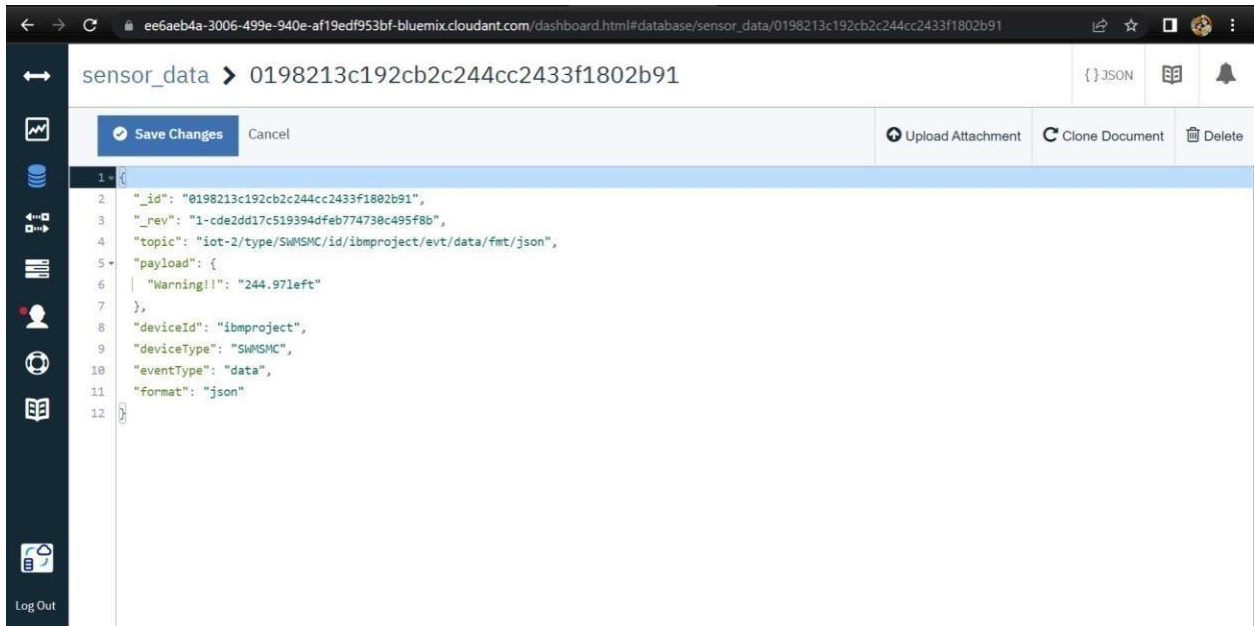 ee6aeb4a-3006-499e-940e-af19edf953bf-bluemix.cloudant.com/dashboard.html#database/sensor_data/0198213c192cb2c244cc2433f1802b91
sensor_data > 0198213c192cb2c244cc2433f1802b91
{ } JSON
Save Changes Cancel Upload Attachment Clone Document Delete
1 {
2 "_id": "0198213c192cb2c244cc2433f1802b91",
3 "_rev": "1-cde2dd17c519394dfeb774730c495f8b",
4 "topic": "iot-2/type/SWMSMC/id/ibmproject/evt/data/fmt/json",
5 "payload": {
6 "Warning!!": "244.97left"
7 },
8 "deviceId": "ibmproject",
9 "deviceType": "SWMSMC",
10 "eventType": "data",
11 "format": "json"
12 }
Log Out